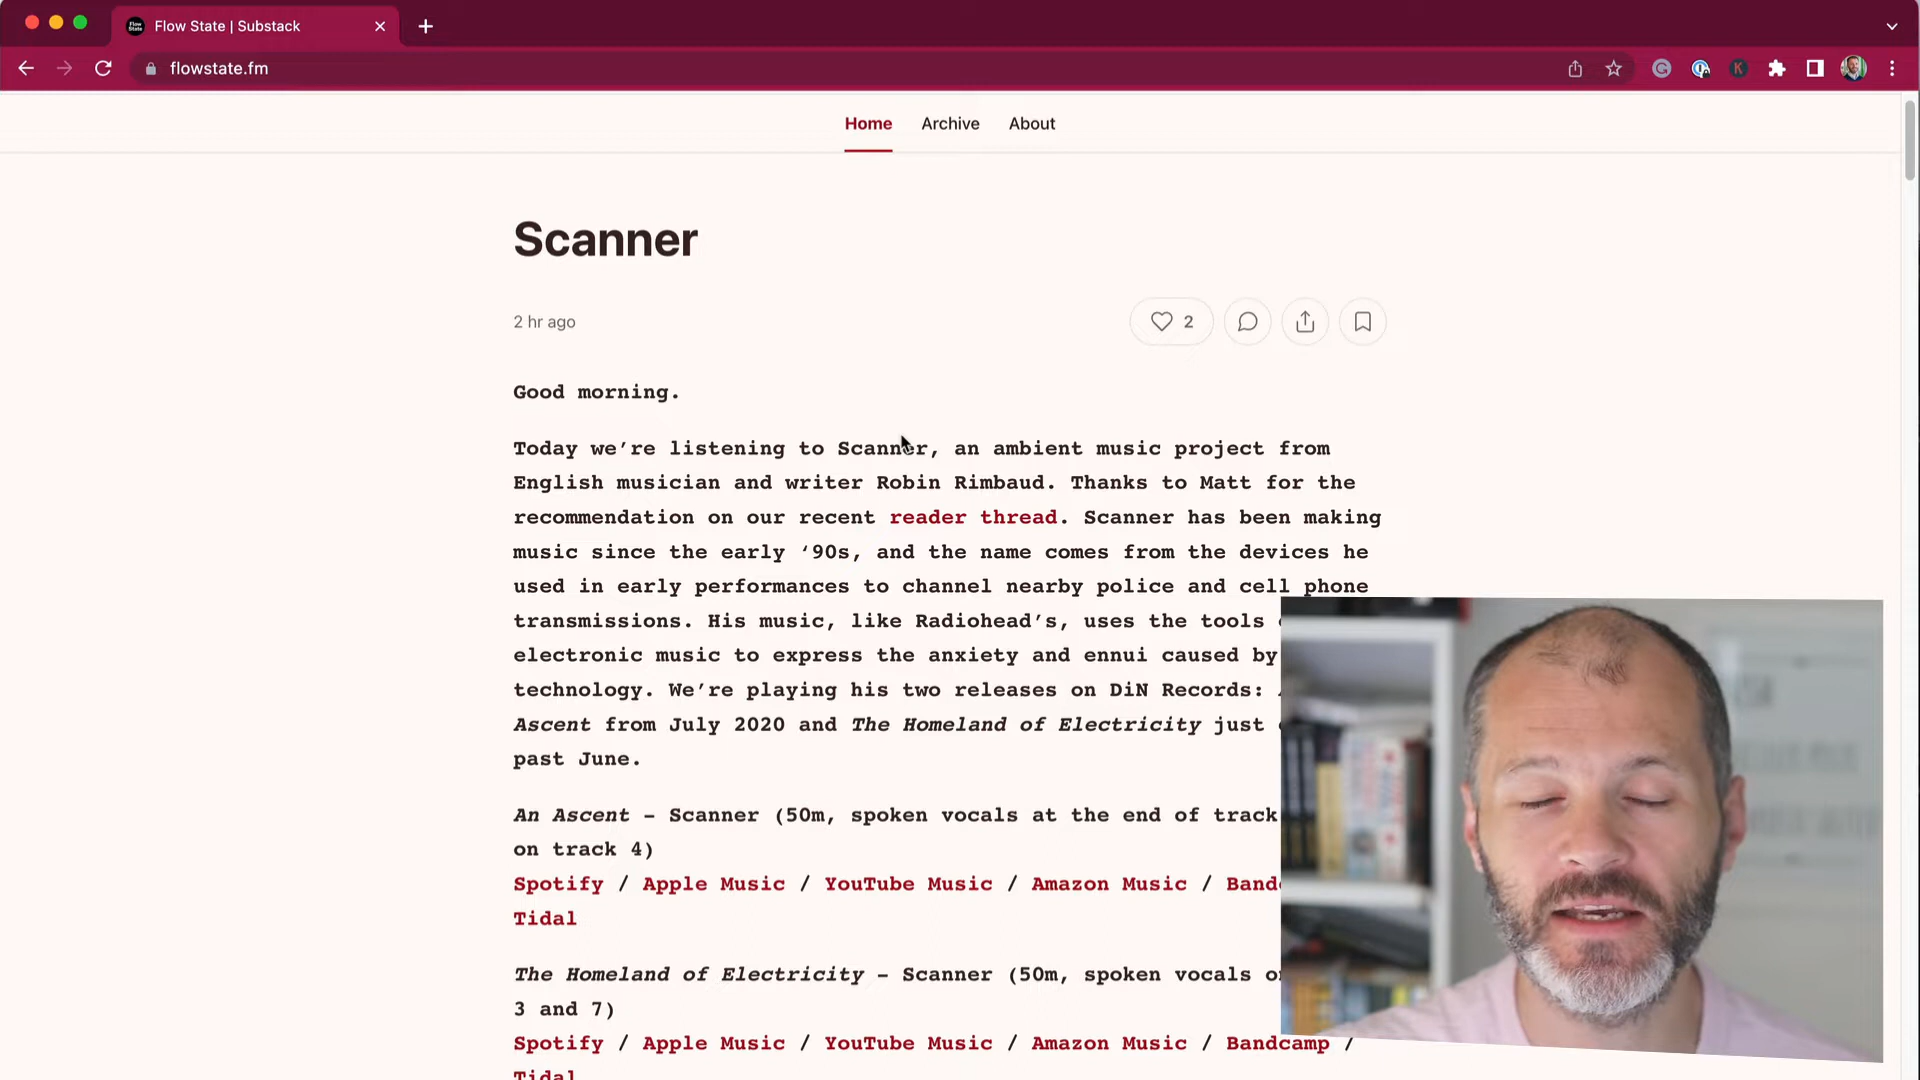 Flow State | Substack
flowstate.fm
Home Archive About
Scanner
2 hr ago
2
Good morning.
Today we’re listening to Scanner, an ambient music project from
English musician and writer Robin Rimbaud. Thanks to Matt for the
recommendation on our recent reader thread. Scanner has been making
music since the early ‘90s, and the name comes from the devices he
used in early performances to channel nearby police and cell phone
transmissions. His music, like Radiohead’s, uses the tools
electronic music to express the anxiety and ennui caused by
technology. We’re playing his two releases on DiN Records:
Ascent from July 2020 and The Homeland of Electricity just
past June.
An Ascent – Scanner (50m, spoken vocals at the end of track
on track 4)
Spotify / Apple Music / YouTube Music / Amazon Music /
Tidal
The Homeland of Electricity – Scanner (50m, spoken vocals
3 and 7)
Spotify / Apple Music / YouTube Music / Amazon Music / Bandcamp /
Tidal